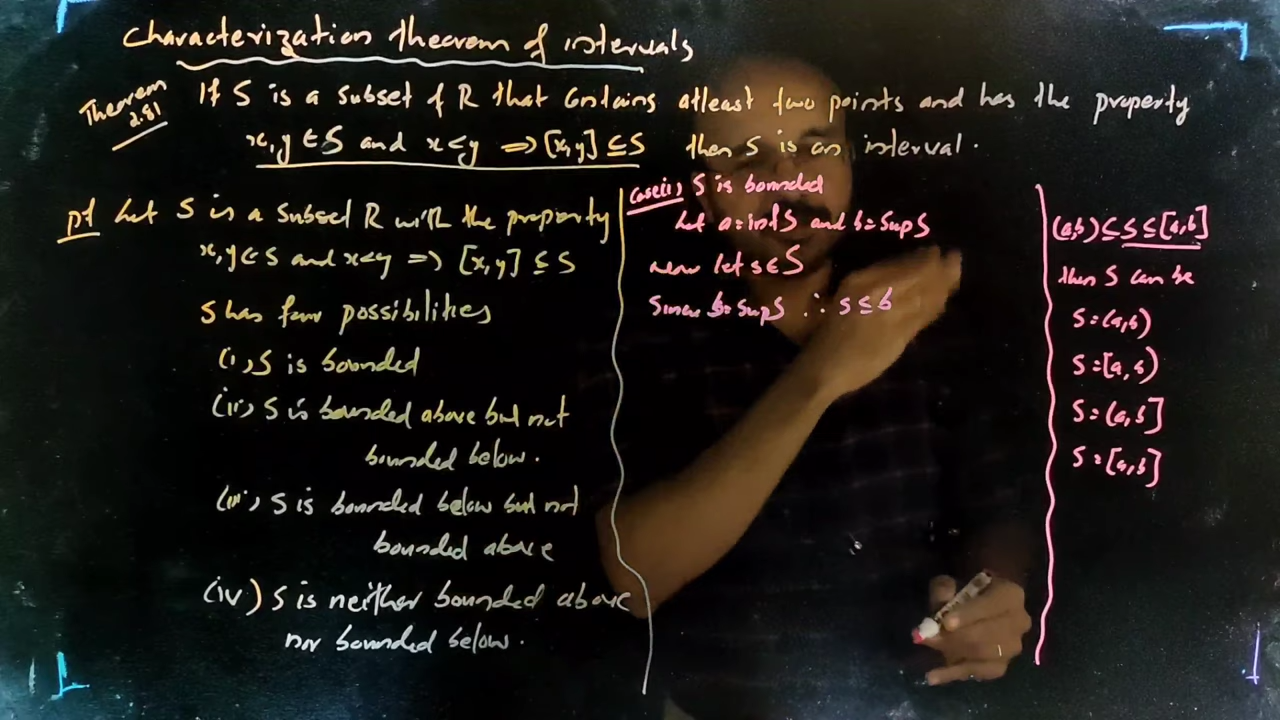 Characterization theorem of intervals
Theorem 2.81
If S is a subset of R that contains atleast two points and has the property
x, y ∈ S and x < y ⟹ [x, y] ⊆ S then S is an interval.
pf Let S is a subset R with the property
x, y ∈ S and x < y ⟹ [x, y] ⊆ S
S has four possibilities
(i) S is bounded
(ii) S is bounded above but not
bounded below.
(iii) S is bounded below but not
bounded above
(iv) S is neither bounded above
nor bounded below.
Case(i) S is bounded
Let a = inf S and b = sup S
now let s ∈ S
Since b = sup S ∴ s ≤ b
(a,b) ⊆ S ⊆ [a,b]
then S can be
S = (a, b)
S = [a, b)
S = (a, b]
S = [a, b]